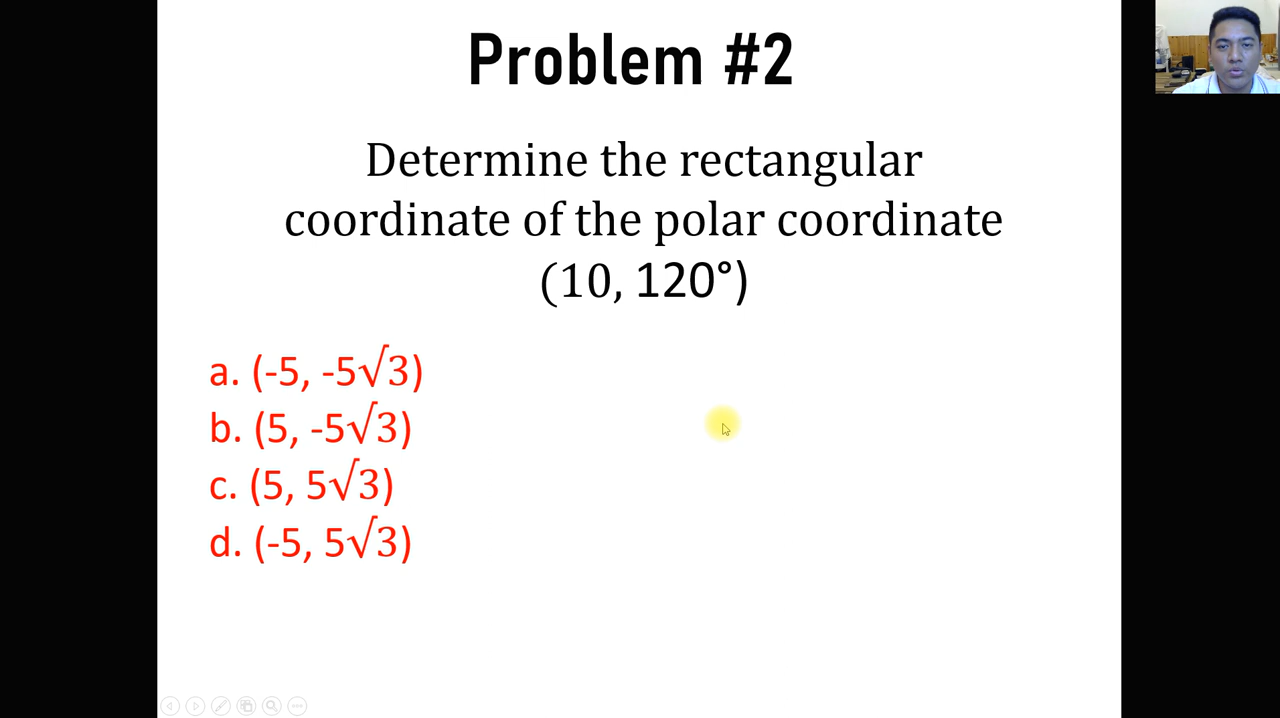 Problem #2
Determine the rectangular
coordinate of the polar coordinate
(10, 120°)
a. (-5, -5√3)
b. (5, -5√3)
c. (5, 5√3)
d. (-5, 5√3)